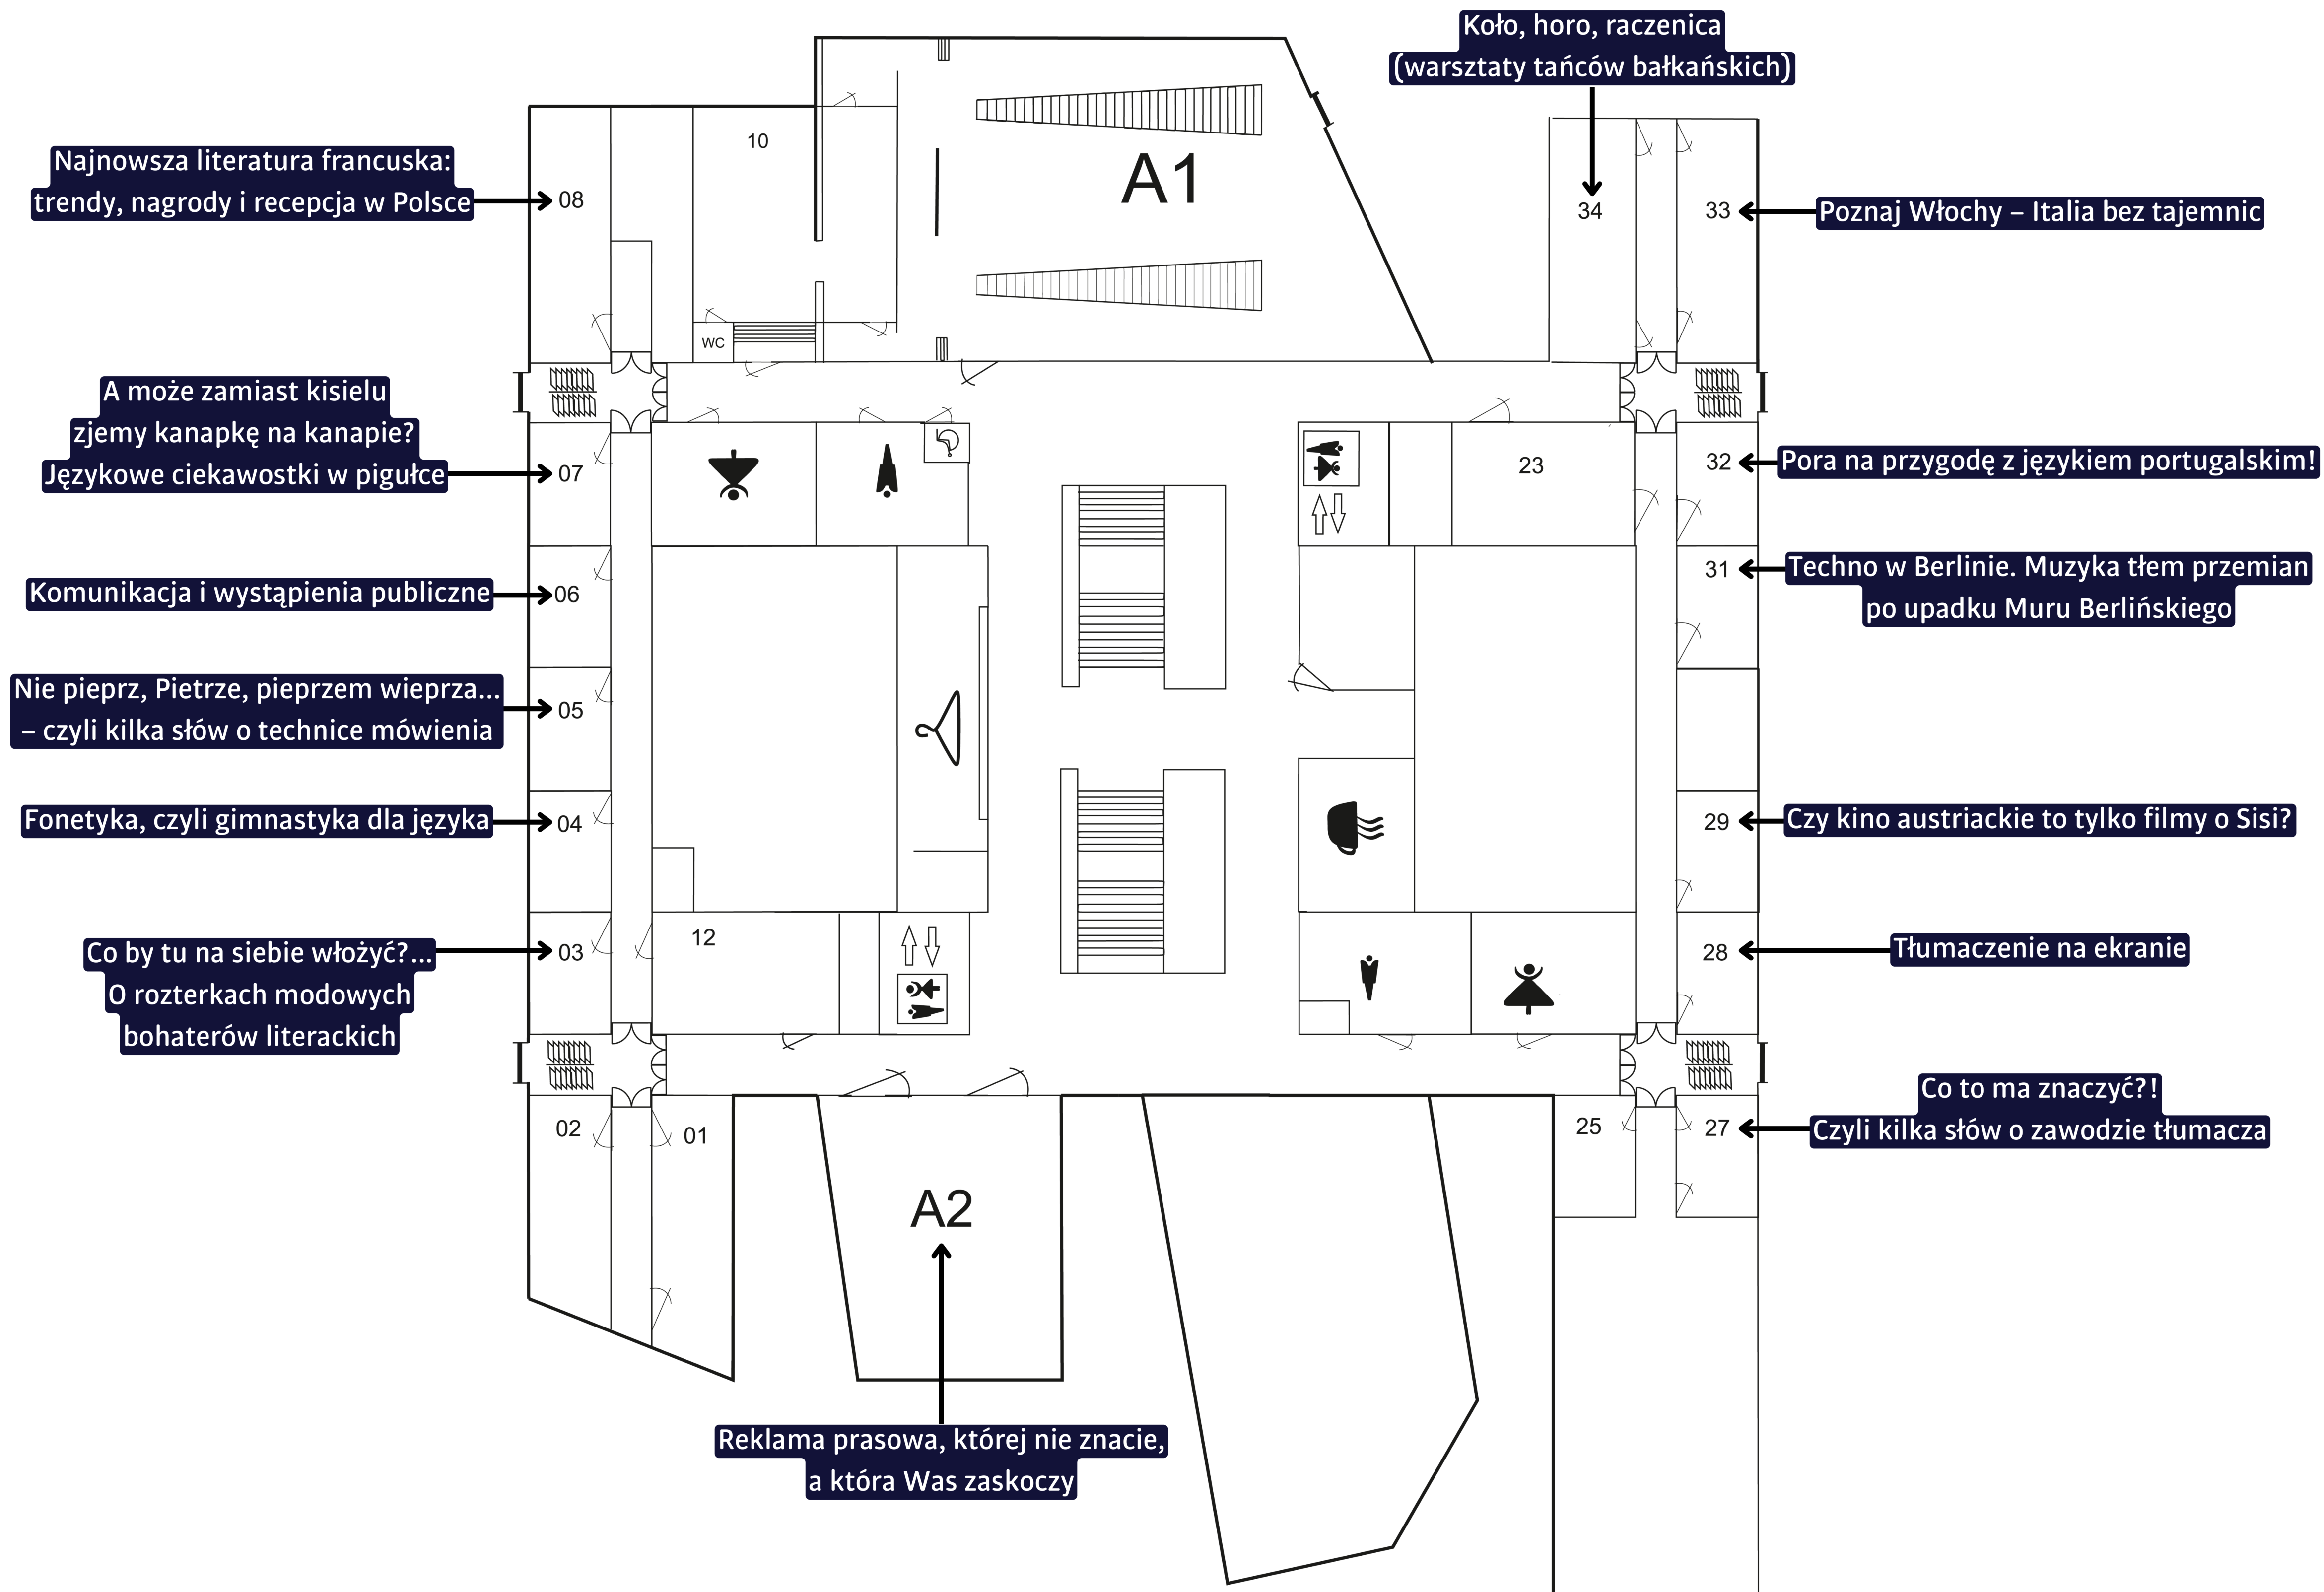 Koło, horo, raczenica
(warsztaty tańców bałkańskich)
10
A1
Najnowsza literatura francuska:
trendy, nagrody i recepcja w Polsce
08
34
33
Poznaj Włochy – Italia bez tajemnic
WC
A może zamiast kisielu
zjemy kanapkę na kanapie?
Językowe ciekawostki w pigułce
07
23
32
Pora na przygodę z językiem portugalskim!
Komunikacja i wystąpienia publiczne
06
31
Techno w Berlinie. Muzyka tłem przemian
po upadku Muru Berlińskiego
Nie pieprz, Pietrze, pieprzem wieprza...
– czyli kilka słów o technice mówienia
05
Fonetyka, czyli gimnastyka dla języka
04
29
Czy kino austriackie to tylko filmy o Sisi?
Co by tu na siebie włożyć?...
O rozterkach modowych
bohaterów literackich
03
12
28
Tłumaczenie na ekranie
02
01
25
27
Co to ma znaczyć?!
Czyli kilka słów o zawodzie tłumacza
A2
Reklama prasowa, której nie znacie,
a która Was zaskoczy